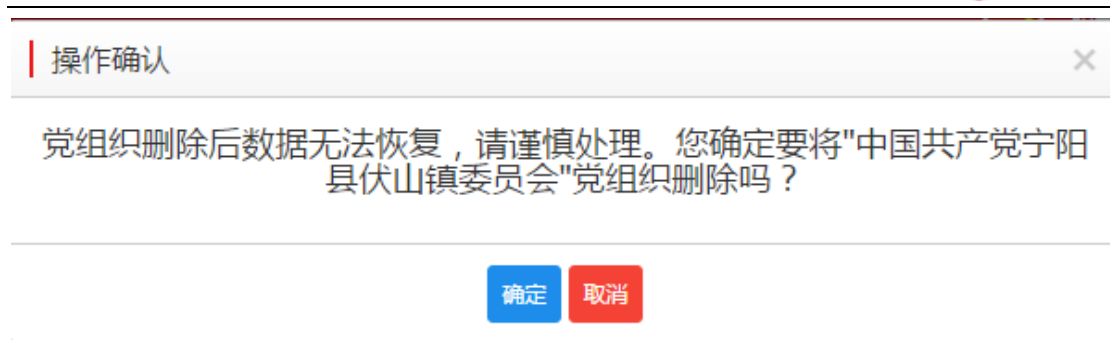 操作确认
党组织删除后数据无法恢复，请谨慎处理。您确定要将"中国共产党宁阳
县伏山镇委员会"党组织删除吗？
确定 取消